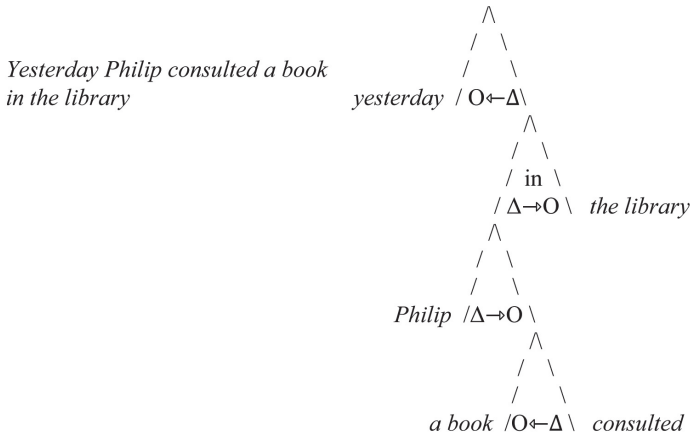 Yesterday Philip consulted a book
in the library
yesterday / O⇽Δ\
/ in \
/ Δ⇾O \ the library
Philip /Δ⇾O \
a book /O⇽Δ \ consulted